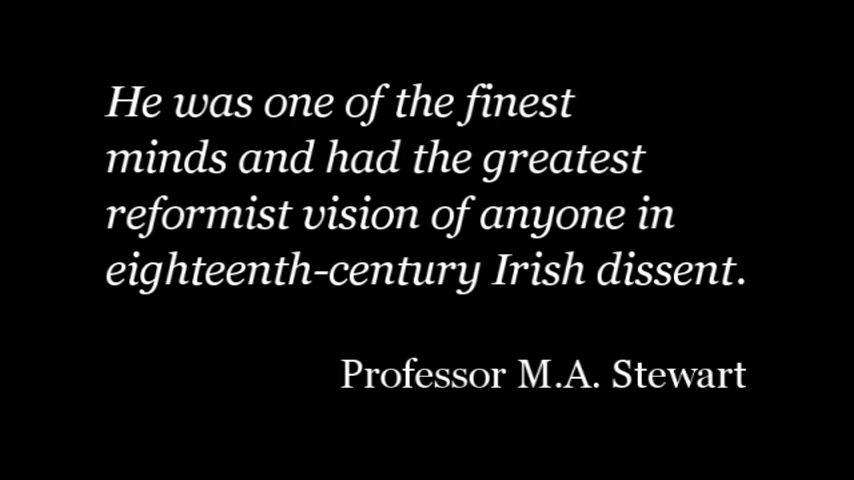 He was one of the finest
minds and had the greatest
reformist vision of anyone in
eighteenth-century Irish dissent.
Professor M.A. Stewart